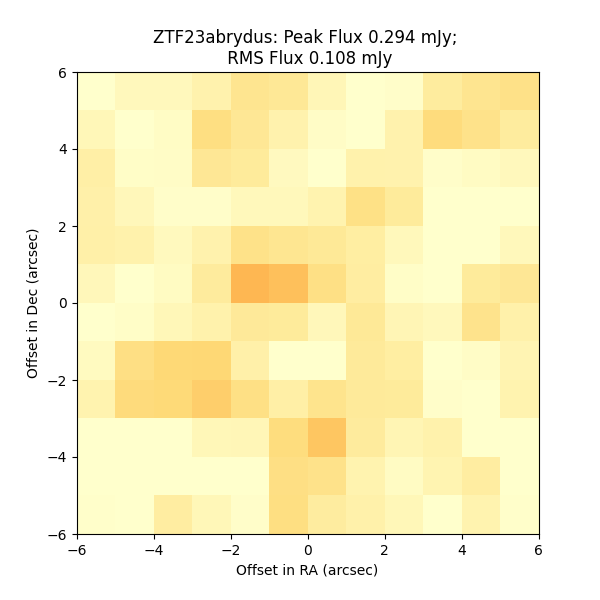 ZTF23abrydus: Peak Flux 0.294 mJy;
RMS Flux 0.108 mJy
6
4
2
0
−2
−4
−6
Offset in Dec (arcsec)
−6 −4 −2 0 2 4 6
Offset in RA (arcsec)